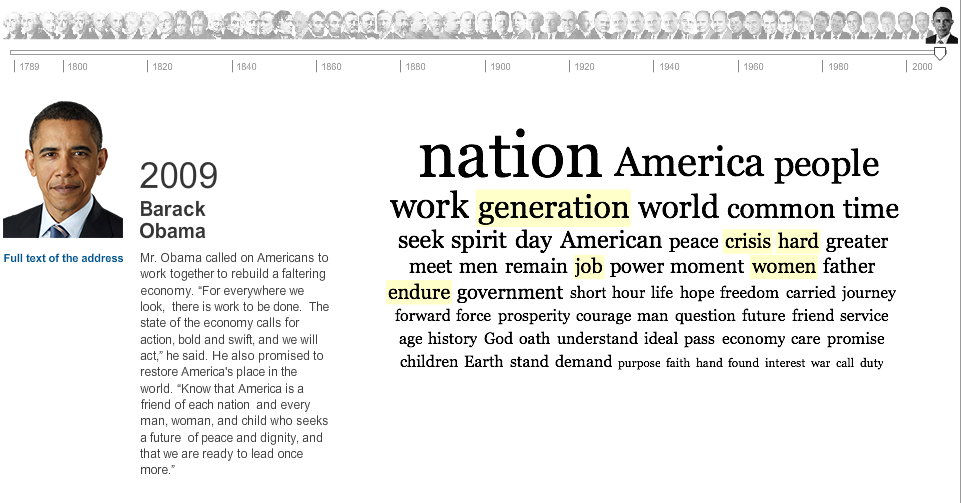 1789 1800 1820 1840 1860 1880 1900 1920 1940 1960 1980 2000
2009
Barack
Obama
Full text of the address
Mr. Obama called on Americans to
work together to rebuild a faltering
economy. “For everywhere we
look, there is work to be done. The
state of the economy calls for
action, bold and swift, and we will
act,” he said. He also promised to
restore America's place in the
world. “Know that America is a
friend of each nation and every
man, woman, and child who seeks
a future of peace and dignity, and
that we are ready to lead once
more.”
nation America people
work generation world common time
seek spirit day American peace crisis hard greater
meet men remain job power moment women father
endure government short hour life hope freedom carried journey
forward force prosperity courage man question future friend service
age history God oath understand ideal pass economy care promise
children Earth stand demand purpose faith hand found interest war call duty